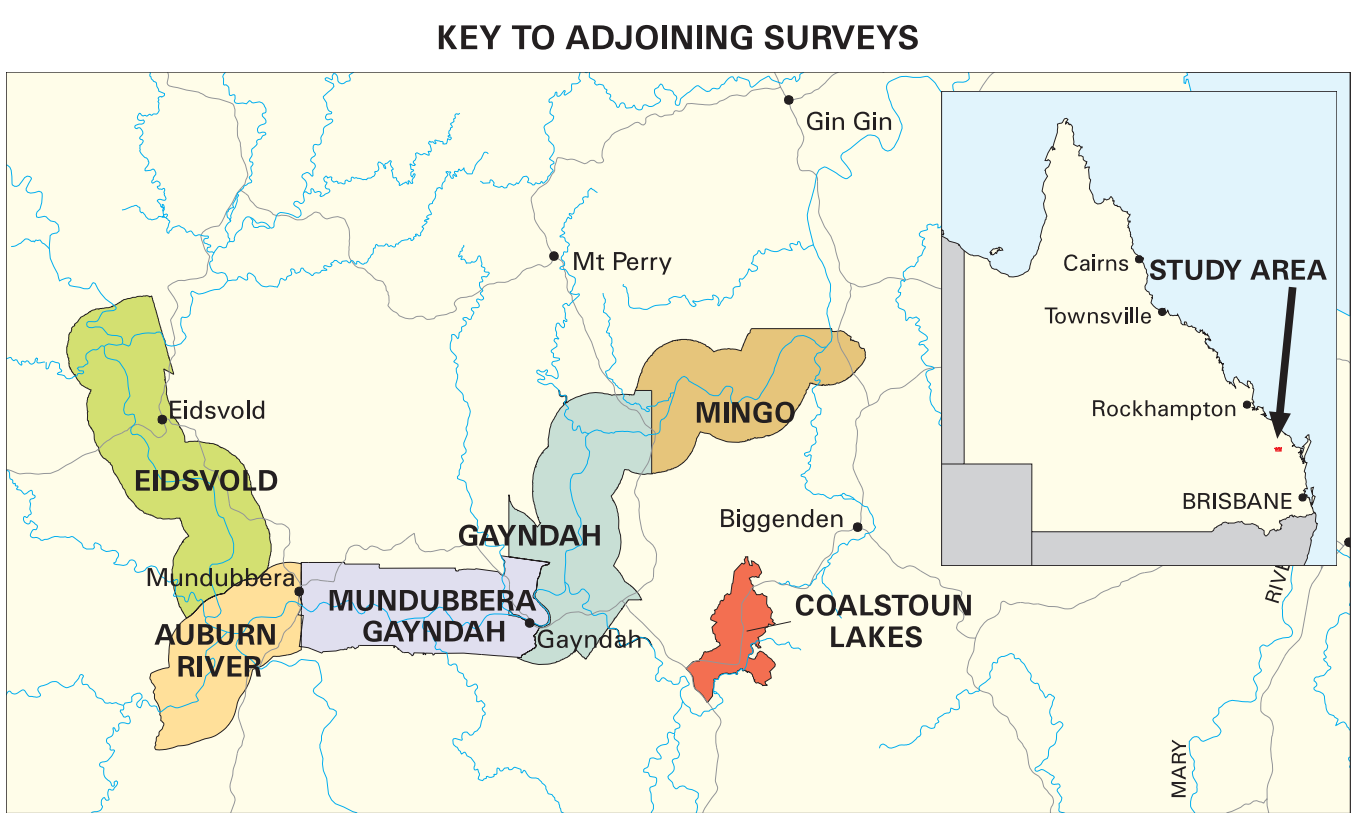 KEY TO ADJOINING SURVEYS
Gin Gin
Mt Perry
Cairns
STUDY AREA
Townsville
Rockhampton
BRISBANE
Eidsvold
EIDSVOLD
MINGO
Biggenden
GAYNDAH
Mundubbera
MUNDUBBERA
GAYNDAH
Gayndah
AUBURN
RIVER
COALSTOUN
LAKES
MARY
RIVE